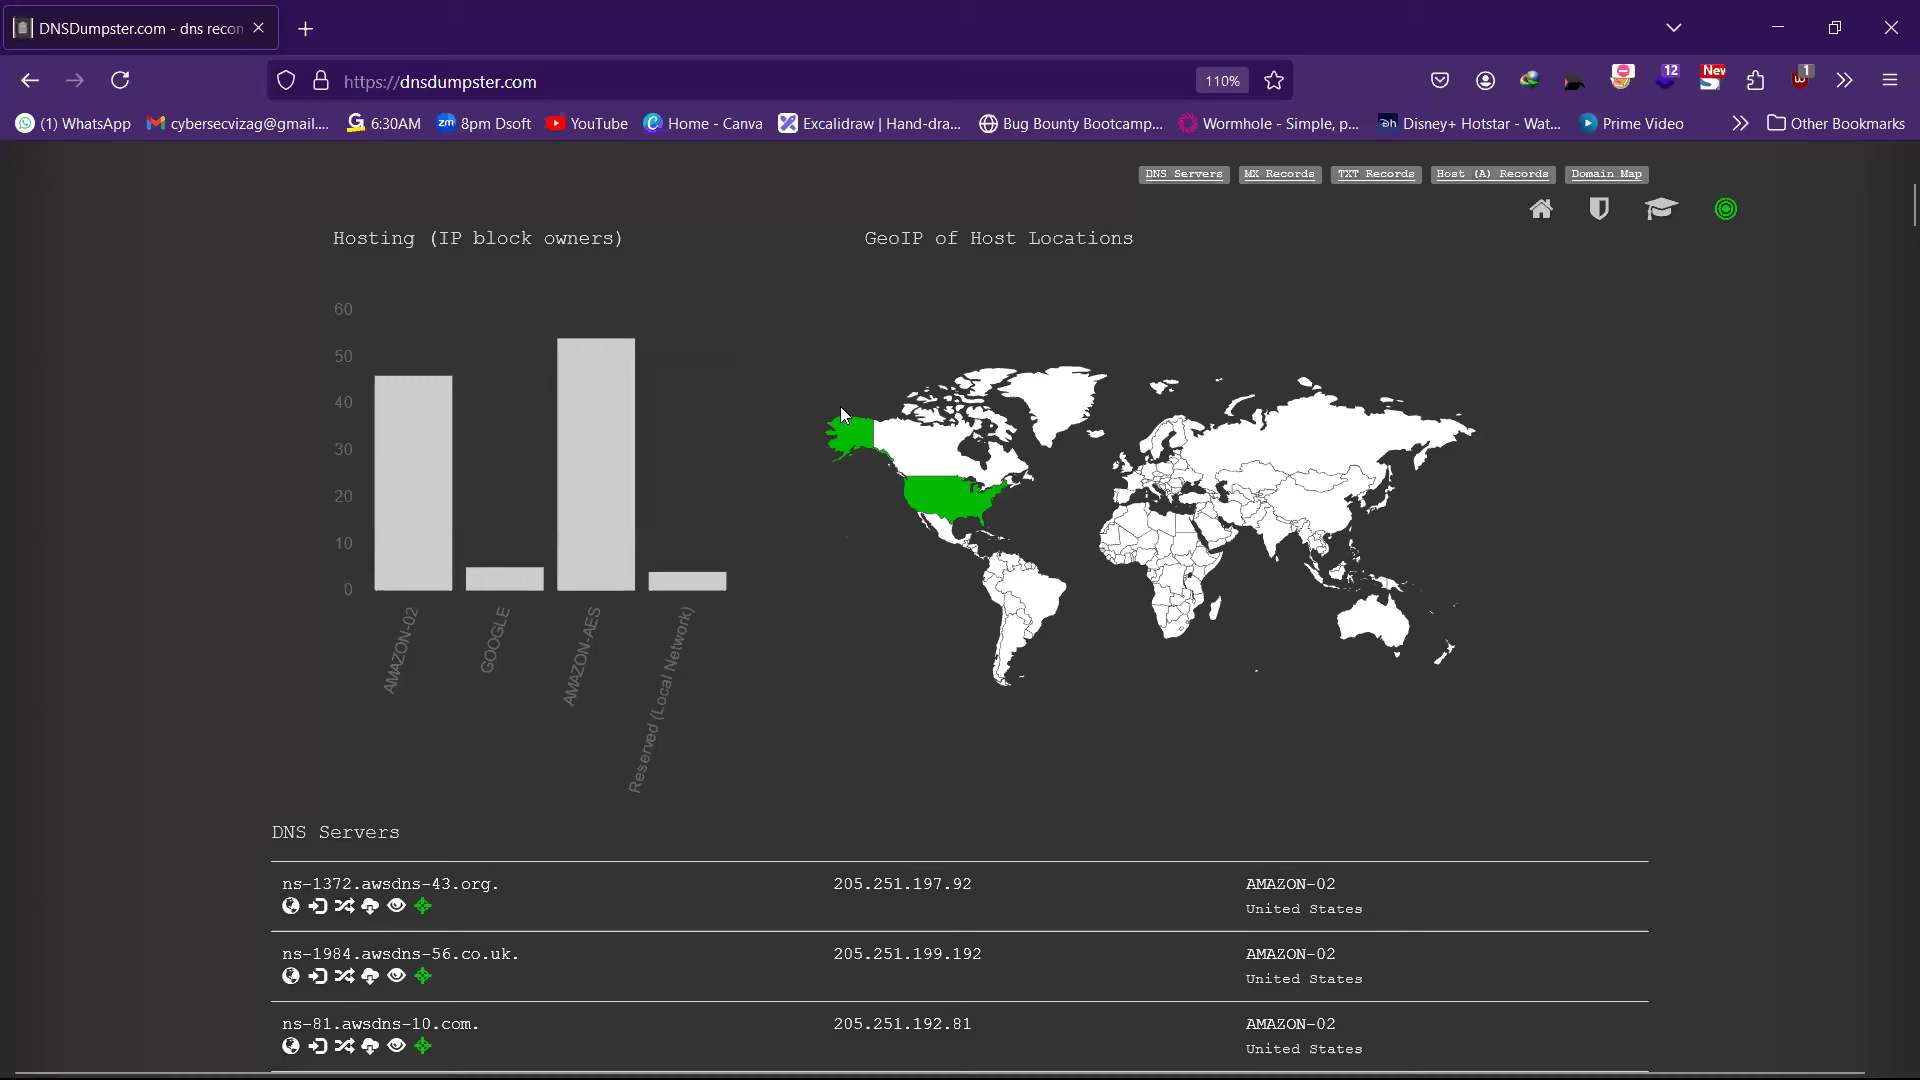 DNSDumpster.com - dns recon
https://dnsdumpster.com
110%
12
New
1
(1) WhatsApp
cybersecvizag@gmail....
6:30AM
8pm Dsoft
YouTube
Home - Canva
Excalidraw | Hand-dra...
Bug Bounty Bootcamp...
Wormhole - Simple, p...
Disney+ Hotstar - Wat...
Prime Video
Other Bookmarks
DNS Servers
MX Records
TXT Records
Host (A) Records
Domain Map
Hosting (IP block owners)
GeoIP of Host Locations
60
50
40
30
20
10
0
AMAZON-02
GOOGLE
AMAZON-AES
Reserved (Local Network)
DNS Servers
ns-1372.awsdns-43.org.
205.251.197.92
AMAZON-02
United States
ns-1984.awsdns-56.co.uk.
205.251.199.192
AMAZON-02
United States
ns-81.awsdns-10.com.
205.251.192.81
AMAZON-02
United States